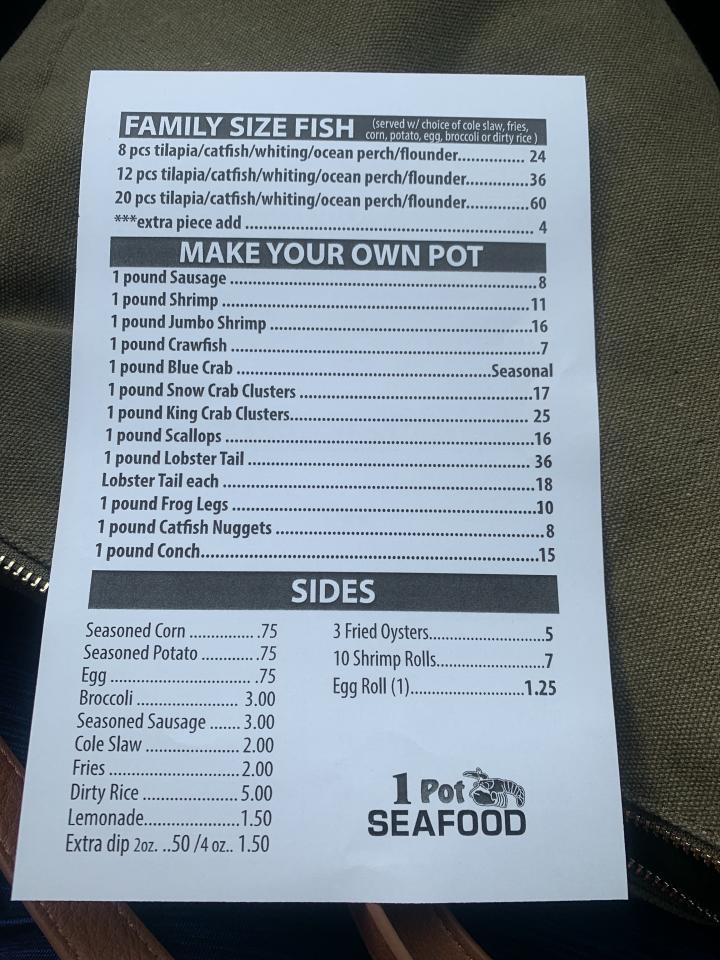 FAMILY SIZE FISH (served w/ choice of cole slaw, fries,
corn, potato, egg, broccoli or dirty rice )
8 pcs tilapia/catfish/whiting/ocean perch/flounder............... 24
12 pcs tilapia/catfish/whiting/ocean perch/flounder.............36
20 pcs tilapia/catfish/whiting/ocean perch/flounder.............60
***extra piece add ................................................................ 4
MAKE YOUR OWN POT
1 pound Sausage ....................................................................8
1 pound Shrimp .....................................................................11
1 pound Jumbo Shrimp ..........................................................16
1 pound Crawfish ....................................................................7
1 pound Blue Crab .........................................................Seasonal
1 pound Snow Crab Clusters ...................................................17
1 pound King Crab Clusters.................................................... 25
1 pound Scallops ....................................................................16
1 pound Lobster Tail ............................................................... 36
Lobster Tail each ....................................................................18
1 pound Frog Legs ..................................................................10
1 pound Catfish Nuggets .........................................................8
1 pound Conch.........................................................................15
SIDES
Seasoned Corn ............... .75
Seasoned Potato ............ .75
Egg ............................... .75
Broccoli ........................ 3.00
Seasoned Sausage ....... 3.00
Cole Slaw ..................... 2.00
Fries ..............................2.00
Dirty Rice ..................... 5.00
Lemonade......................1.50
Extra dip 2oz. ..50 /4 oz.. 1.50
3 Fried Oysters..........................5
10 Shrimp Rolls.........................7
Egg Roll (1).........................1.25
1 Pot
SEAFOOD